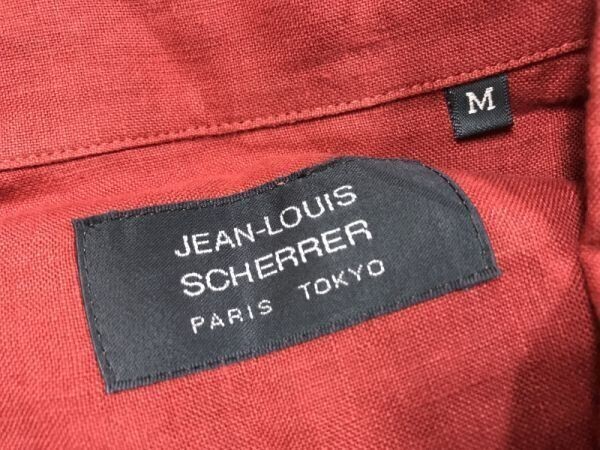 M
JEAN-LOUIS
SCHERRER
PARIS TOKYO